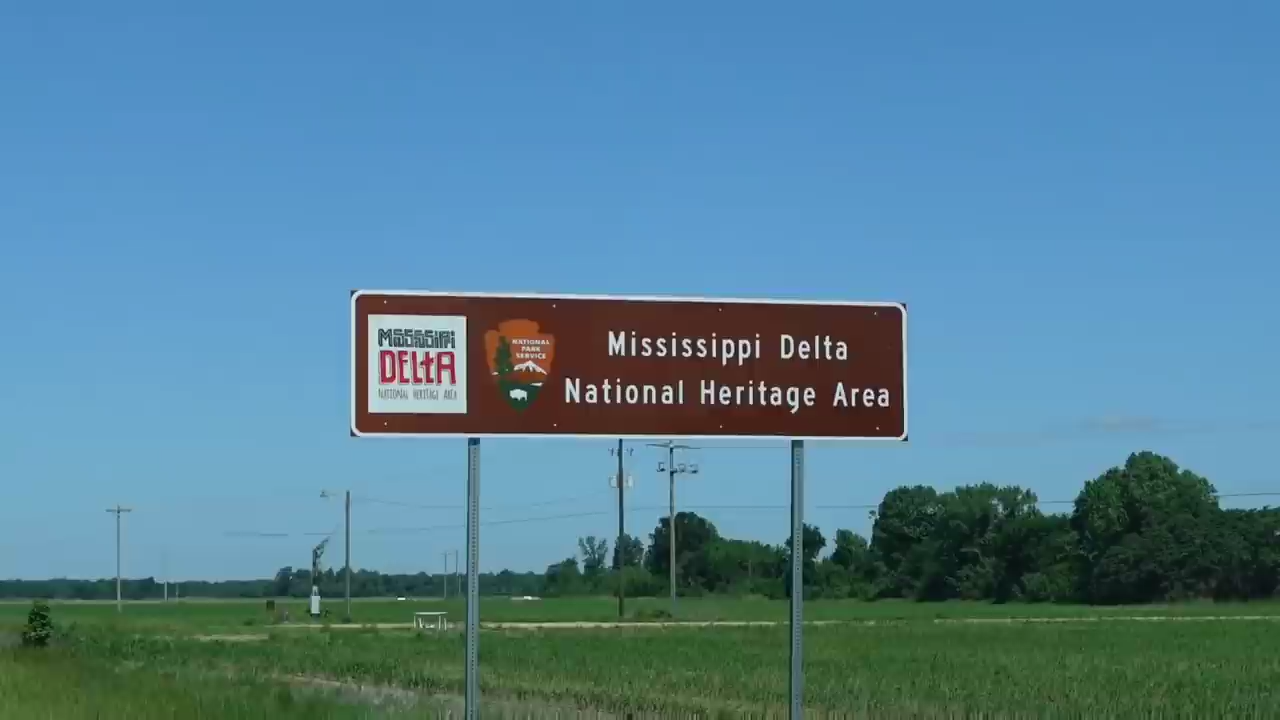 MISSISSIPPI
DELTA
NATIONAL HERITAGE AREA
NATIONAL
PARK
SERVICE
Mississippi Delta
National Heritage Area